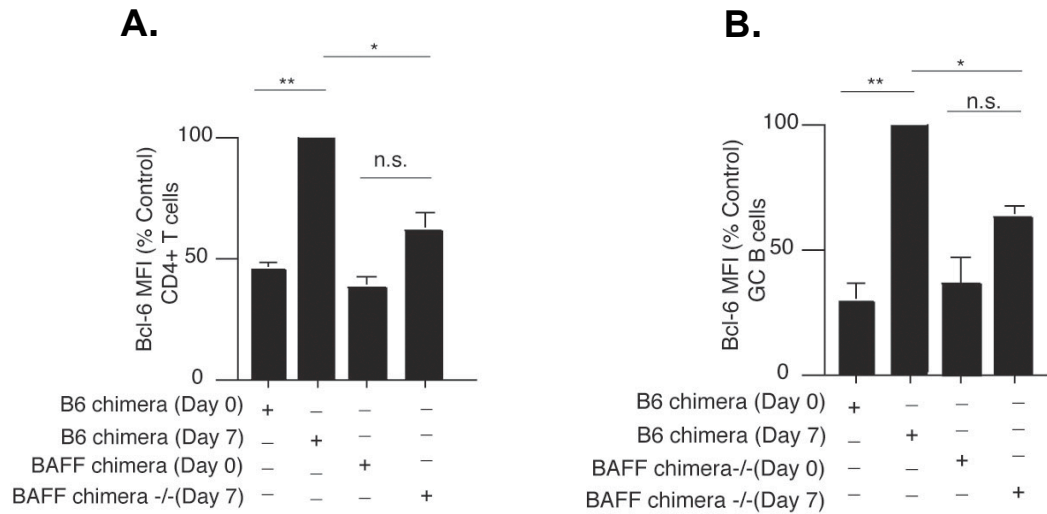 A.
*
**
n.s.
100
50
0
Bcl-6 MFI (% Control)
CD4+ T cells
B6 chimera (Day 0) + – – –
B6 chimera (Day 7) – + – –
BAFF chimera (Day 0) – – + –
BAFF chimera -/-(Day 7) – – – +
B.
*
**
n.s.
100
50
0
Bcl-6 MFI (% Control)
GC B cells
B6 chimera (Day 0) + – – –
B6 chimera (Day 7) – + – –
BAFF chimera-/-(Day 0) – – + –
BAFF chimera -/-(Day 7) – – – +